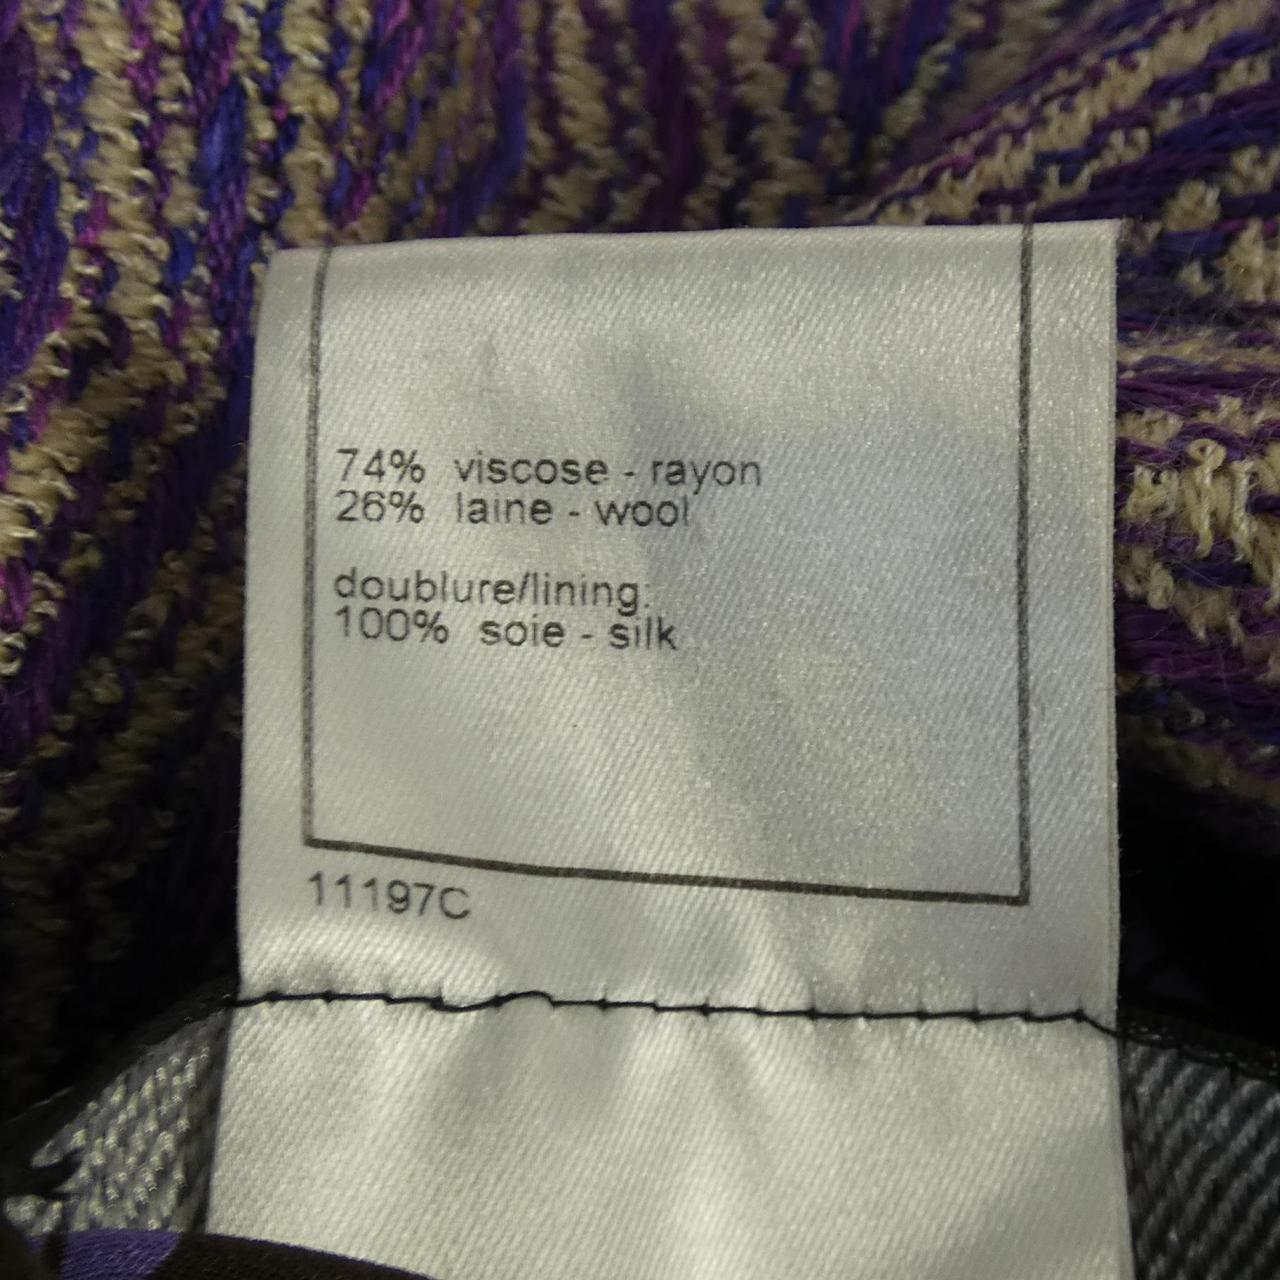 74% viscose - rayon
26% laine - wool
doublure/lining:
100% soie - silk
11197C